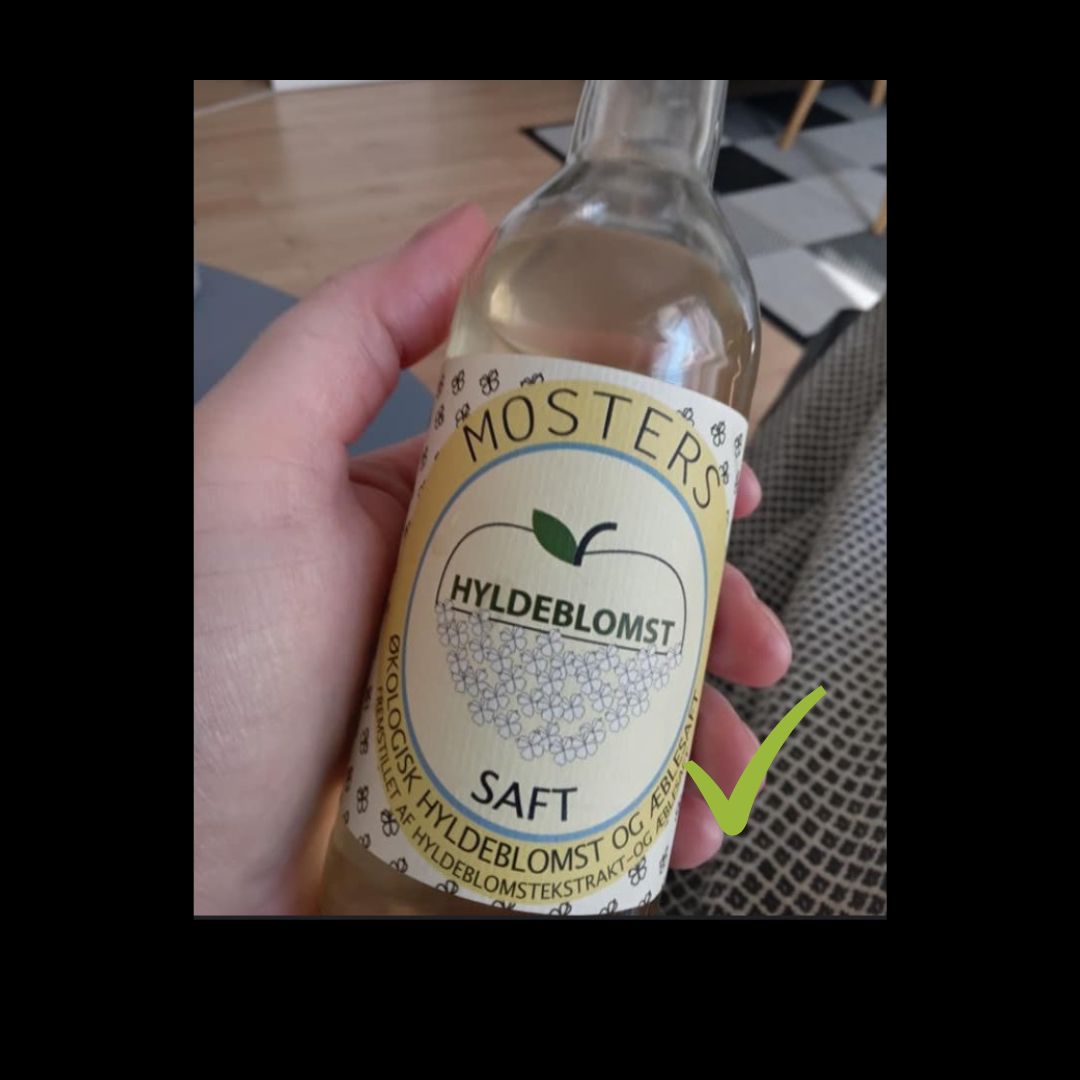 MOSTERS
HYLDEBLOMST
SAFT
ØKOLOGISK HYLDEBLOMST OG ÆBLESAFT
FREMSTILLET AF HYLDEBLOMSTEKSTRAKT-OG